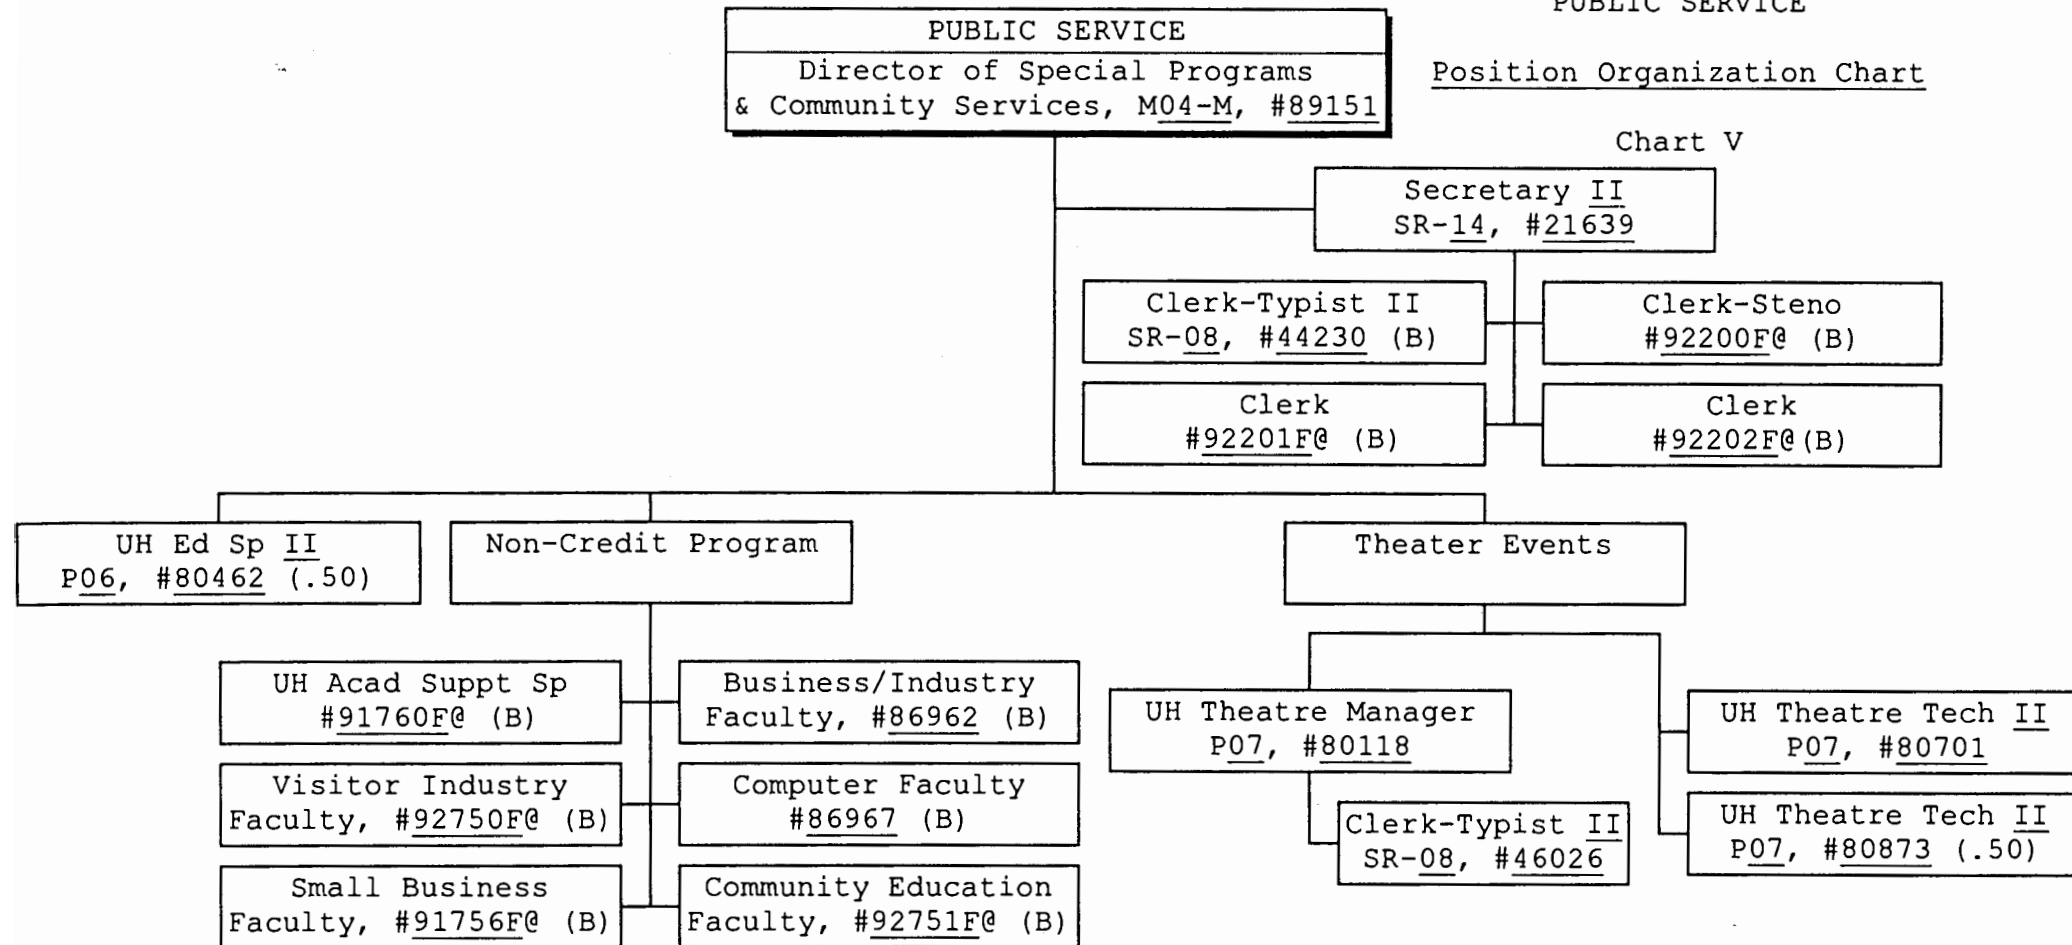 PUBLIC SERVICE
PUBLIC SERVICE
Director of Special Programs
& Community Services, M04-M, #89151
Position Organization Chart
Chart V
Secretary II
SR-14, #21639
Clerk-Typist II
SR-08, #44230 (B)
Clerk-Steno
#92200F@ (B)
Clerk
#92201F@ (B)
Clerk
#92202F@(B)
UH Ed Sp II
P06, #80462 (.50)
Non-Credit Program
Theater Events
UH Acad Suppt Sp
#91760F@ (B)
Business/Industry
Faculty, #86962 (B)
Visitor Industry
Faculty, #92750F@ (B)
Computer Faculty
#86967 (B)
Small Business
Faculty, #91756F@ (B)
Community Education
Faculty, #92751F@ (B)
UH Theatre Manager
P07, #80118
Clerk-Typist II
SR-08, #46026
UH Theatre Tech II
P07, #80701
UH Theatre Tech II
P07, #80873 (.50)